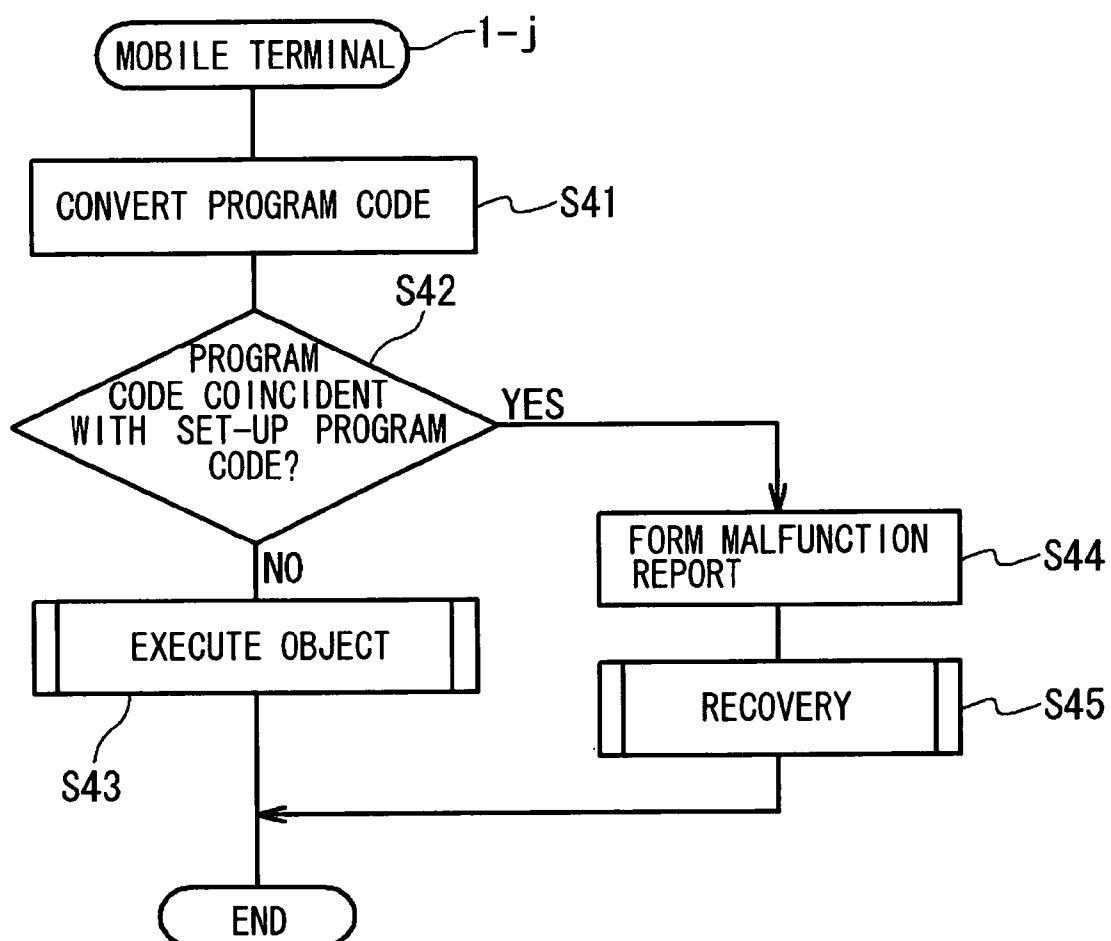 MOBILE TERMINAL
1-j
CONVERT PROGRAM CODE
S41
S42
PROGRAM
CODE COINCIDENT
WITH SET-UP PROGRAM
CODE?
YES
NO
FORM MALFUNCTION
REPORT
S44
EXECUTE OBJECT
S43
RECOVERY
S45
END